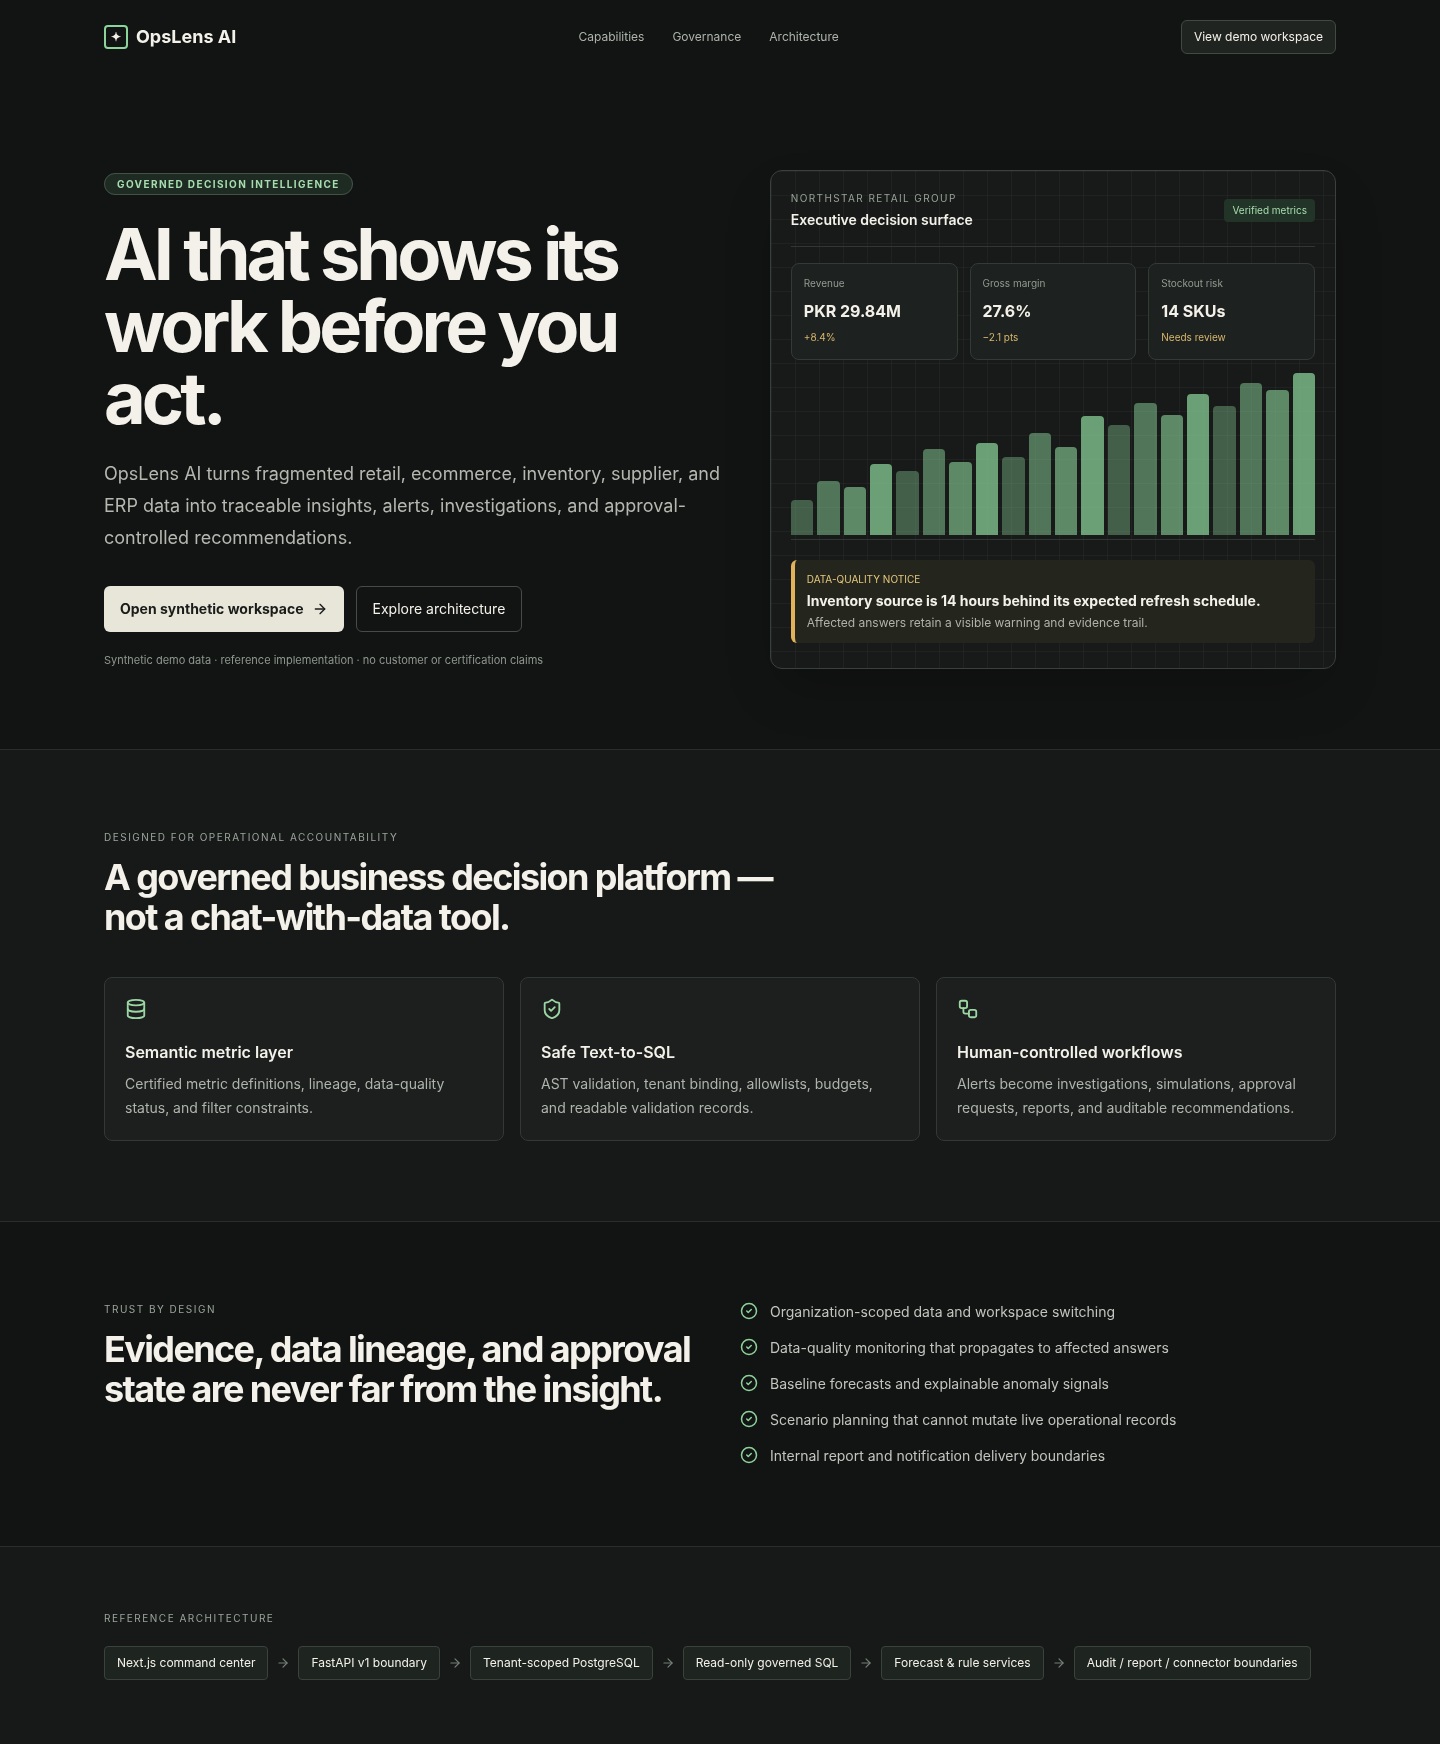 OpsLens AI
Capabilities
Governance
Architecture
View demo workspace
GOVERNED DECISION INTELLIGENCE
AI that shows its
work before you
act.
OpsLens AI turns fragmented retail, ecommerce, inventory, supplier, and
ERP data into traceable insights, alerts, investigations, and approval-
controlled recommendations.
Open synthetic workspace
Explore architecture
Synthetic demo data · reference implementation · no customer or certification claims
NORTHSTAR RETAIL GROUP
Executive decision surface
Verified metrics
Revenue
PKR 29.84M
+8.4%
Gross margin
27.6%
−2.1 pts
Stockout risk
14 SKUs
Needs review
DATA-QUALITY NOTICE
Inventory source is 14 hours behind its expected refresh schedule.
Affected answers retain a visible warning and evidence trail.
DESIGNED FOR OPERATIONAL ACCOUNTABILITY
A governed business decision platform —
not a chat-with-data tool.
Semantic metric layer
Certified metric definitions, lineage, data-quality
status, and filter constraints.
Safe Text-to-SQL
AST validation, tenant binding, allowlists, budgets,
and readable validation records.
Human-controlled workflows
Alerts become investigations, simulations, approval
requests, reports, and auditable recommendations.
TRUST BY DESIGN
Evidence, data lineage, and approval
state are never far from the insight.
Organization-scoped data and workspace switching
Data-quality monitoring that propagates to affected answers
Baseline forecasts and explainable anomaly signals
Scenario planning that cannot mutate live operational records
Internal report and notification delivery boundaries
REFERENCE ARCHITECTURE
Next.js command center
FastAPI v1 boundary
Tenant-scoped PostgreSQL
Read-only governed SQL
Forecast & rule services
Audit / report / connector boundaries